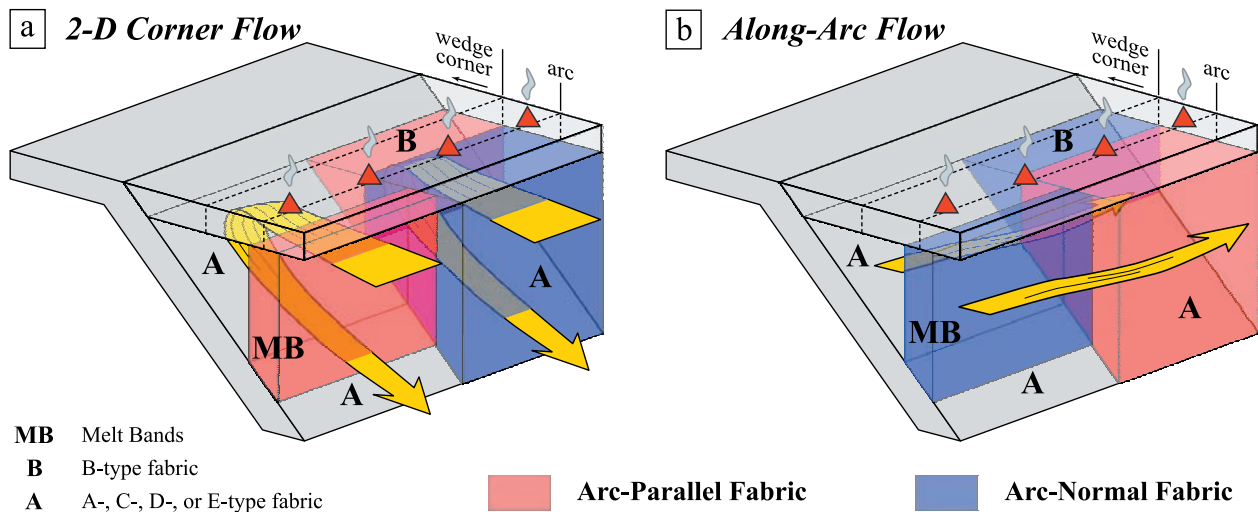 a 2-D Corner Flow
wedge
corner
arc
B
A
A
MB
A
b Along-Arc Flow
wedge
corner
arc
B
A
A
MB
A
MB Melt Bands
B B-type fabric
A A-, C-, D-, or E-type fabric
Arc-Parallel Fabric
Arc-Normal Fabric